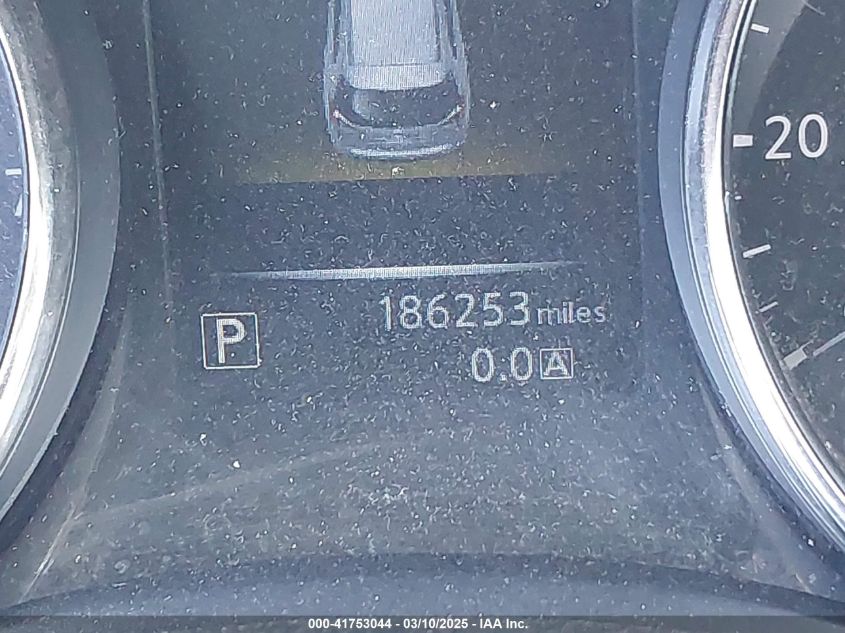 20
186253 miles
P
0.0 A
000-41753044 — 03/10/2025 — IAA Inc.